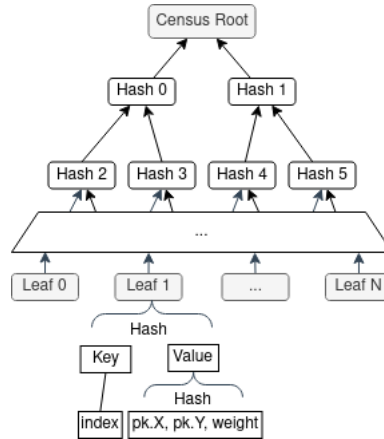 Census Root
Hash 0 Hash 1
Hash 2 Hash 3 Hash 4 Hash 5
...
Leaf 0 Leaf 1 ... Leaf N
Hash
Key Value
Hash
index pk.X, pk.Y, weight